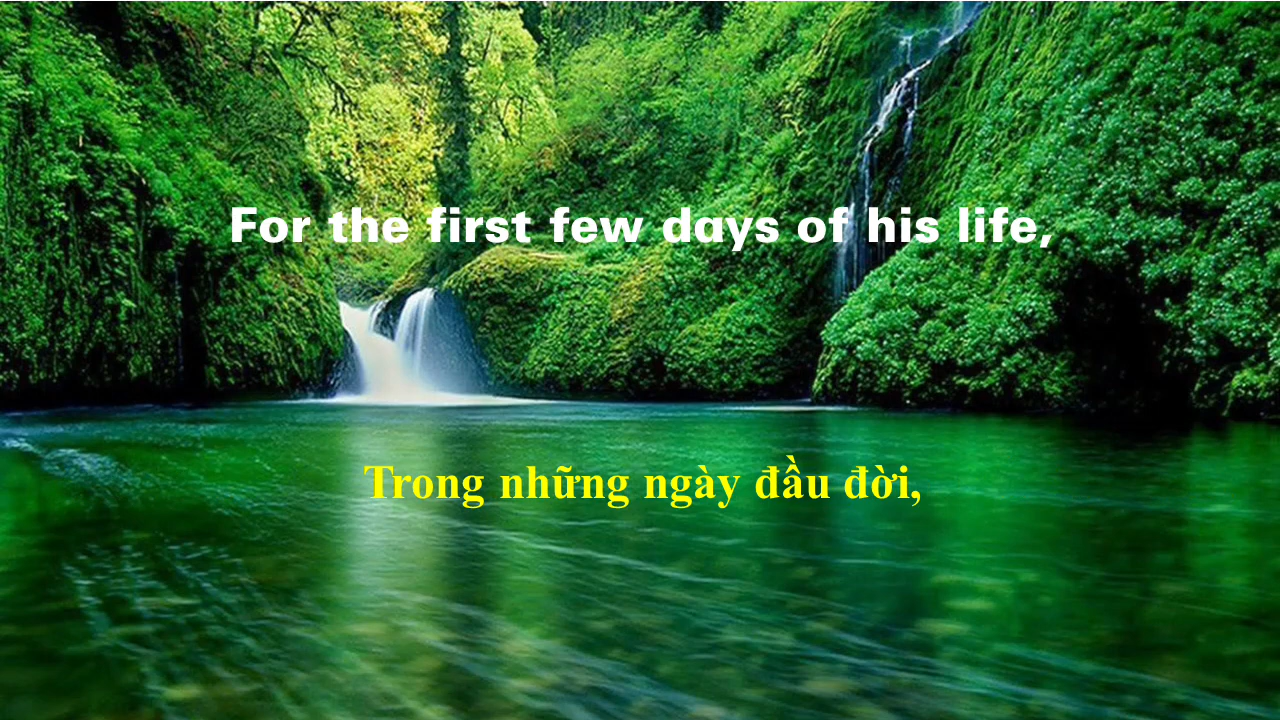 For the first few days of his life,
Trong những ngày đầu đời,